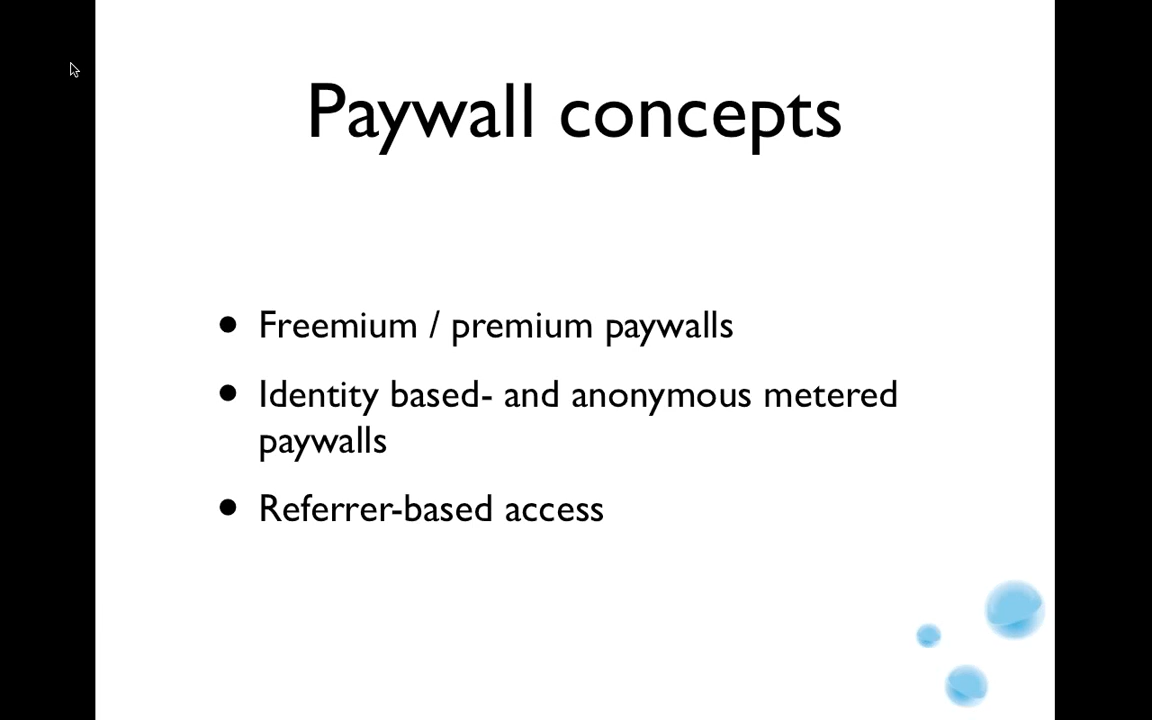 Paywall concepts
• Freemium / premium paywalls
• Identity based- and anonymous metered
paywalls
• Referrer-based access